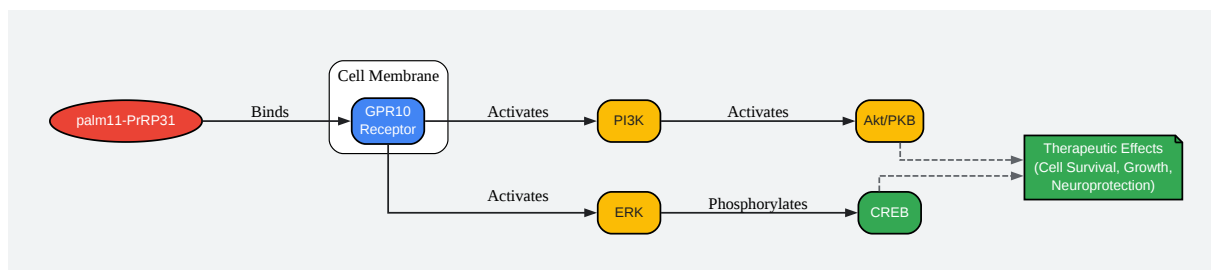 Cell Membrane
palm11-PrRP31
Binds
GPR10
Receptor
Activates
PI3K
Activates
Akt/PKB
Therapeutic Effects
(Cell Survival, Growth,
Neuroprotection)
Activates
ERK
Phosphorylates
CREB